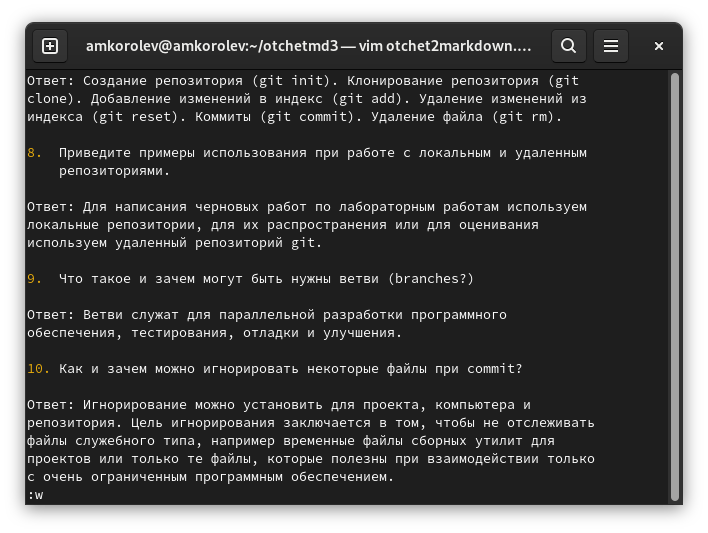 amkorolev@amkorolev:~/otchetmd3 — vim otchet2markdown.…
Ответ: Создание репозитория (git init). Клонирование репозитория (git
clone). Добавление изменений в индекс (git add). Удаление изменений из
индекса (git reset). Коммиты (git commit). Удаление файла (git rm).
8. Приведите примеры использования при работе с локальным и удаленным
репозиториями.
Ответ: Для написания черновых работ по лабораторным работам используем
локальные репозитории, для их распространения или для оценивания
используем удаленный репозиторий git.
9. Что такое и зачем могут быть нужны ветви (branches?)
Ответ: Ветви служат для параллельной разработки программного
обеспечения, тестирования, отладки и улучшения.
10. Как и зачем можно игнорировать некоторые файлы при commit?
Ответ: Игнорирование можно установить для проекта, компьютера и
репозитория. Цель игнорирования заключается в том, чтобы не отслеживать
файлы служебного типа, например временные файлы сборных утилит для
проектов или только те файлы, которые полезны при взаимодействии только
с очень ограниченным программным обеспечением.
:w